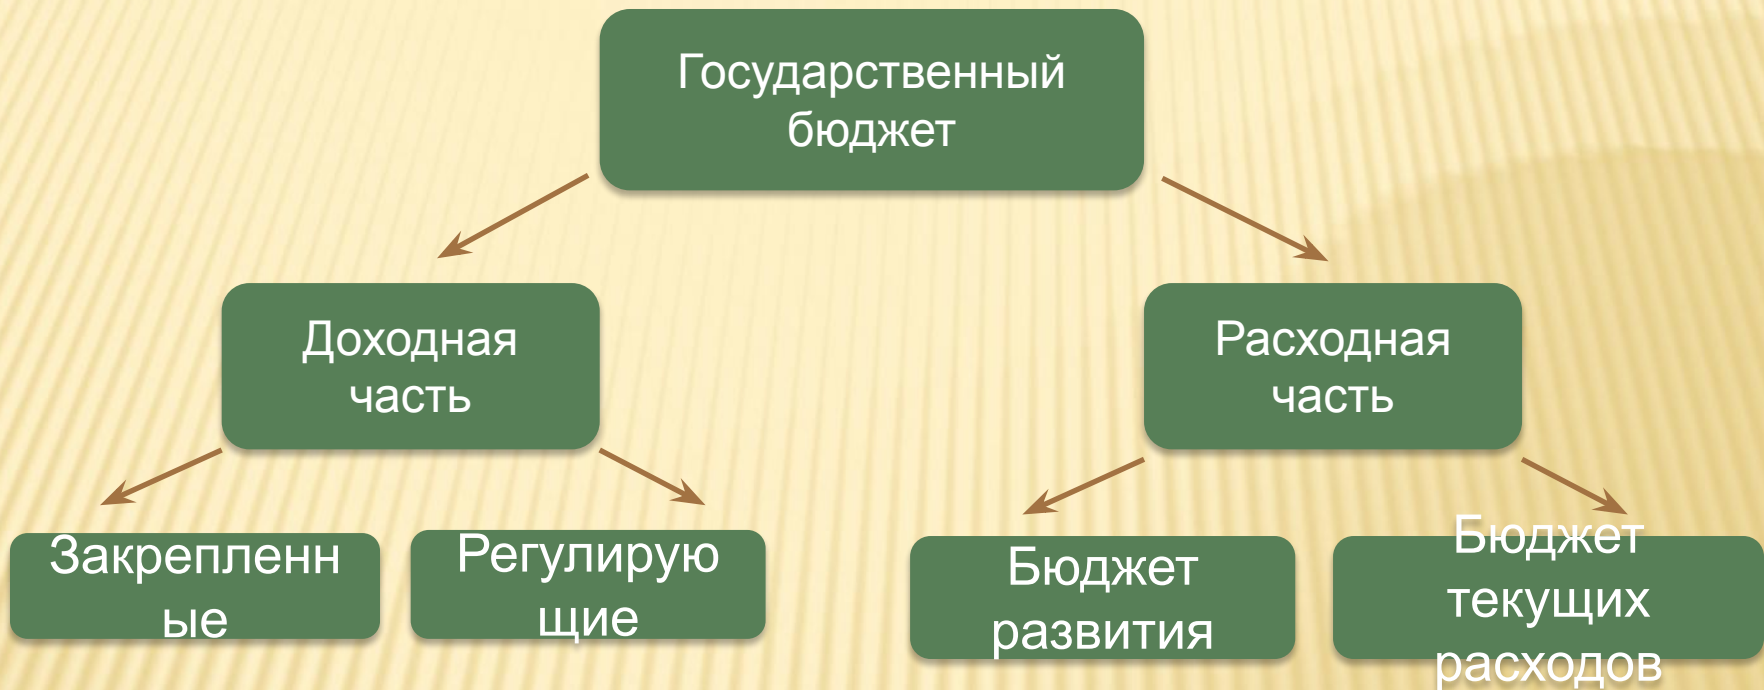 Государственный
бюджет
Доходная
часть
Расходная
часть
Закрепленн
ые
Регулирую
щие
Бюджет
развития
Бюджет
текущих
расходов